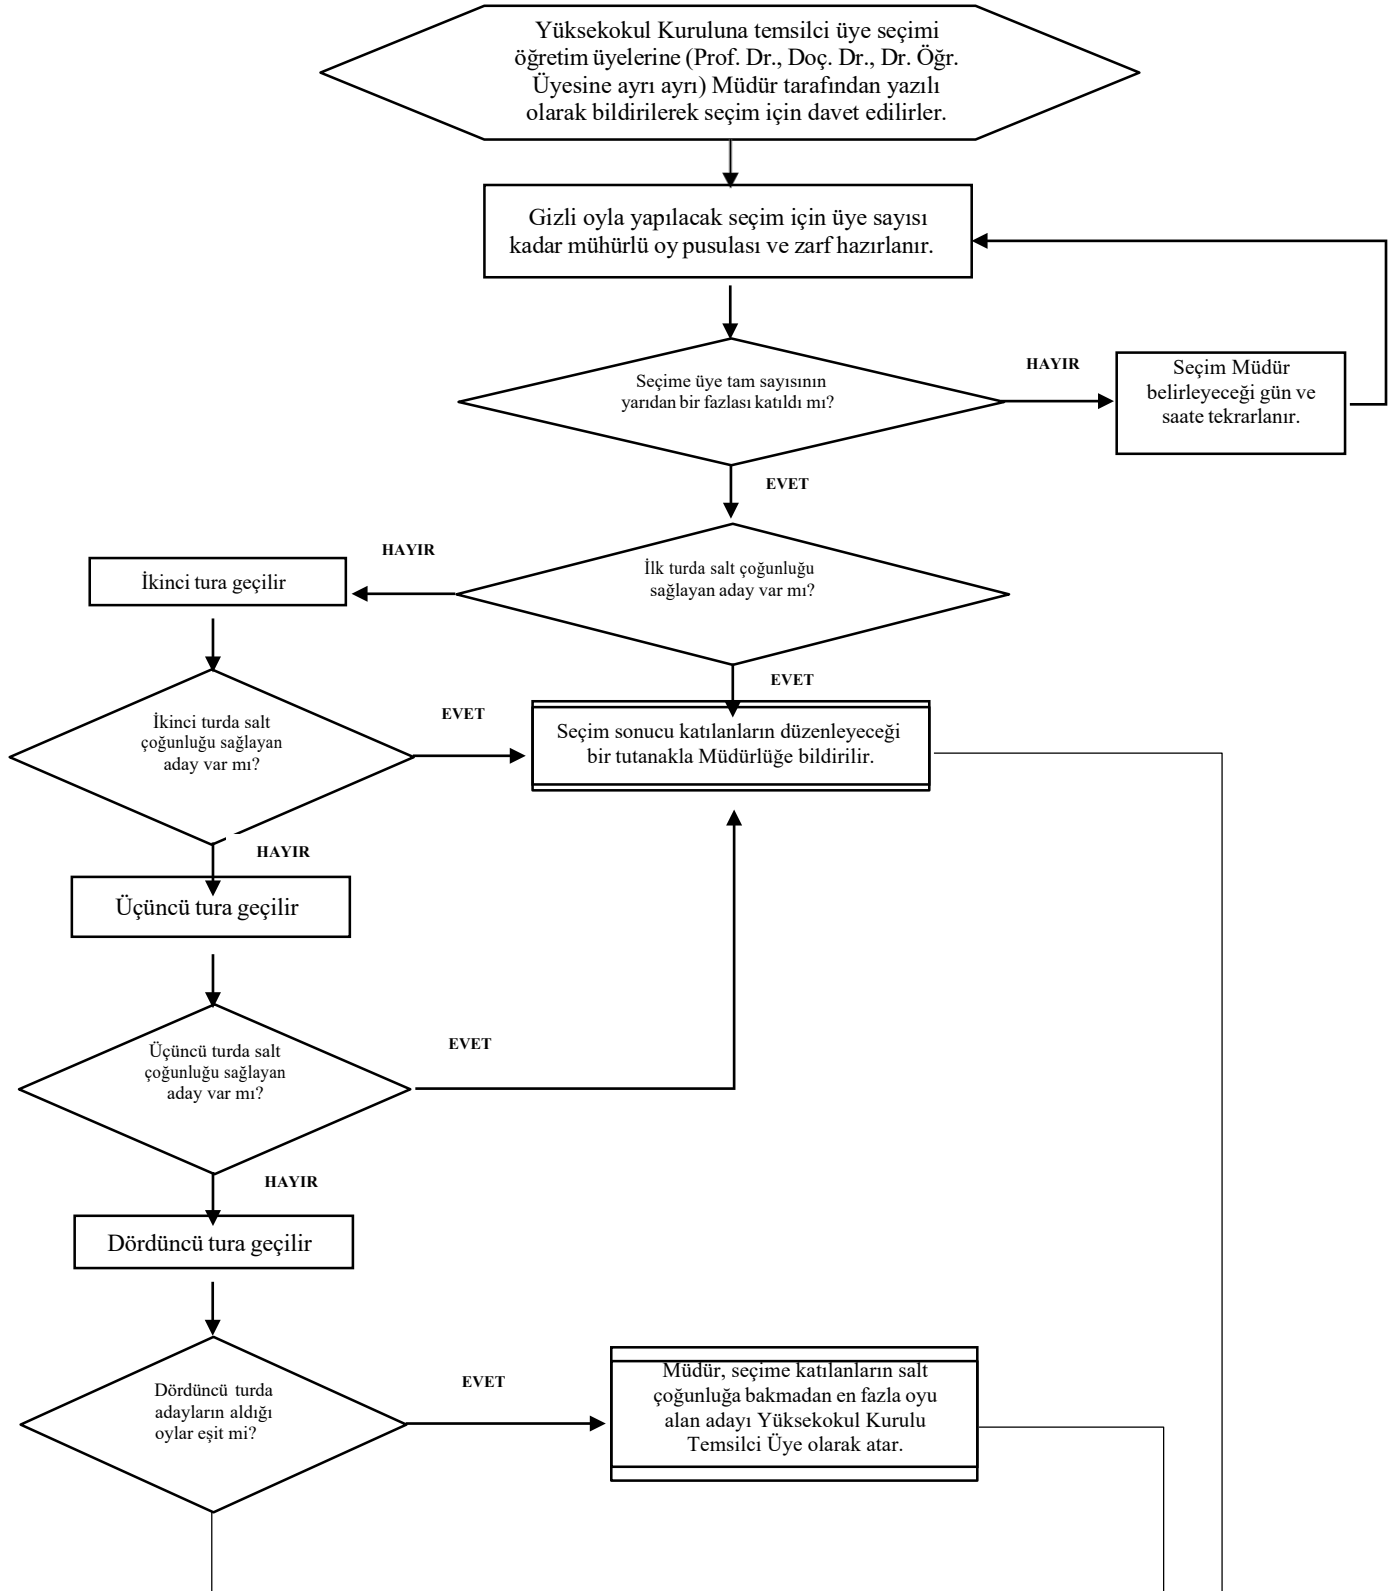 Yüksekokul Kuruluna temsilci üye seçimi
öğretim üyelerine (Prof. Dr., Doç. Dr., Dr. Öğr.
Üyesine ayrı ayrı) Müdür tarafından yazılı
olarak bildirilerek seçim için davet edilirler.
Gizli oyla yapılacak seçim için üye sayısı
kadar mühürlü oy pusulası ve zarf hazırlanır.
Seçime üye tam sayısının
yarıdan bir fazlası katıldı mı?
HAYIR
Seçim Müdür
belirleyeceği gün ve
saate tekrarlanır.
EVET
İlk turda salt çoğunluğu
sağlayan aday var mı?
HAYIR
İkinci tura geçilir
EVET
İkinci turda salt
çoğunluğu sağlayan
aday var mı?
EVET
Seçim sonucu katılanların düzenleyeceği
bir tutanakla Müdürlüğe bildirilir.
HAYIR
Üçüncü tura geçilir
Üçüncü turda salt
çoğunluğu sağlayan
aday var mı?
EVET
HAYIR
Dördüncü tura geçilir
Dördüncü turda
adayların aldığı
oylar eşit mi?
EVET
Müdür, seçime katılanların salt
çoğunluğa bakmadan en fazla oyu
alan adayı Yüksekokul Kurulu
Temsilci Üye olarak atar.